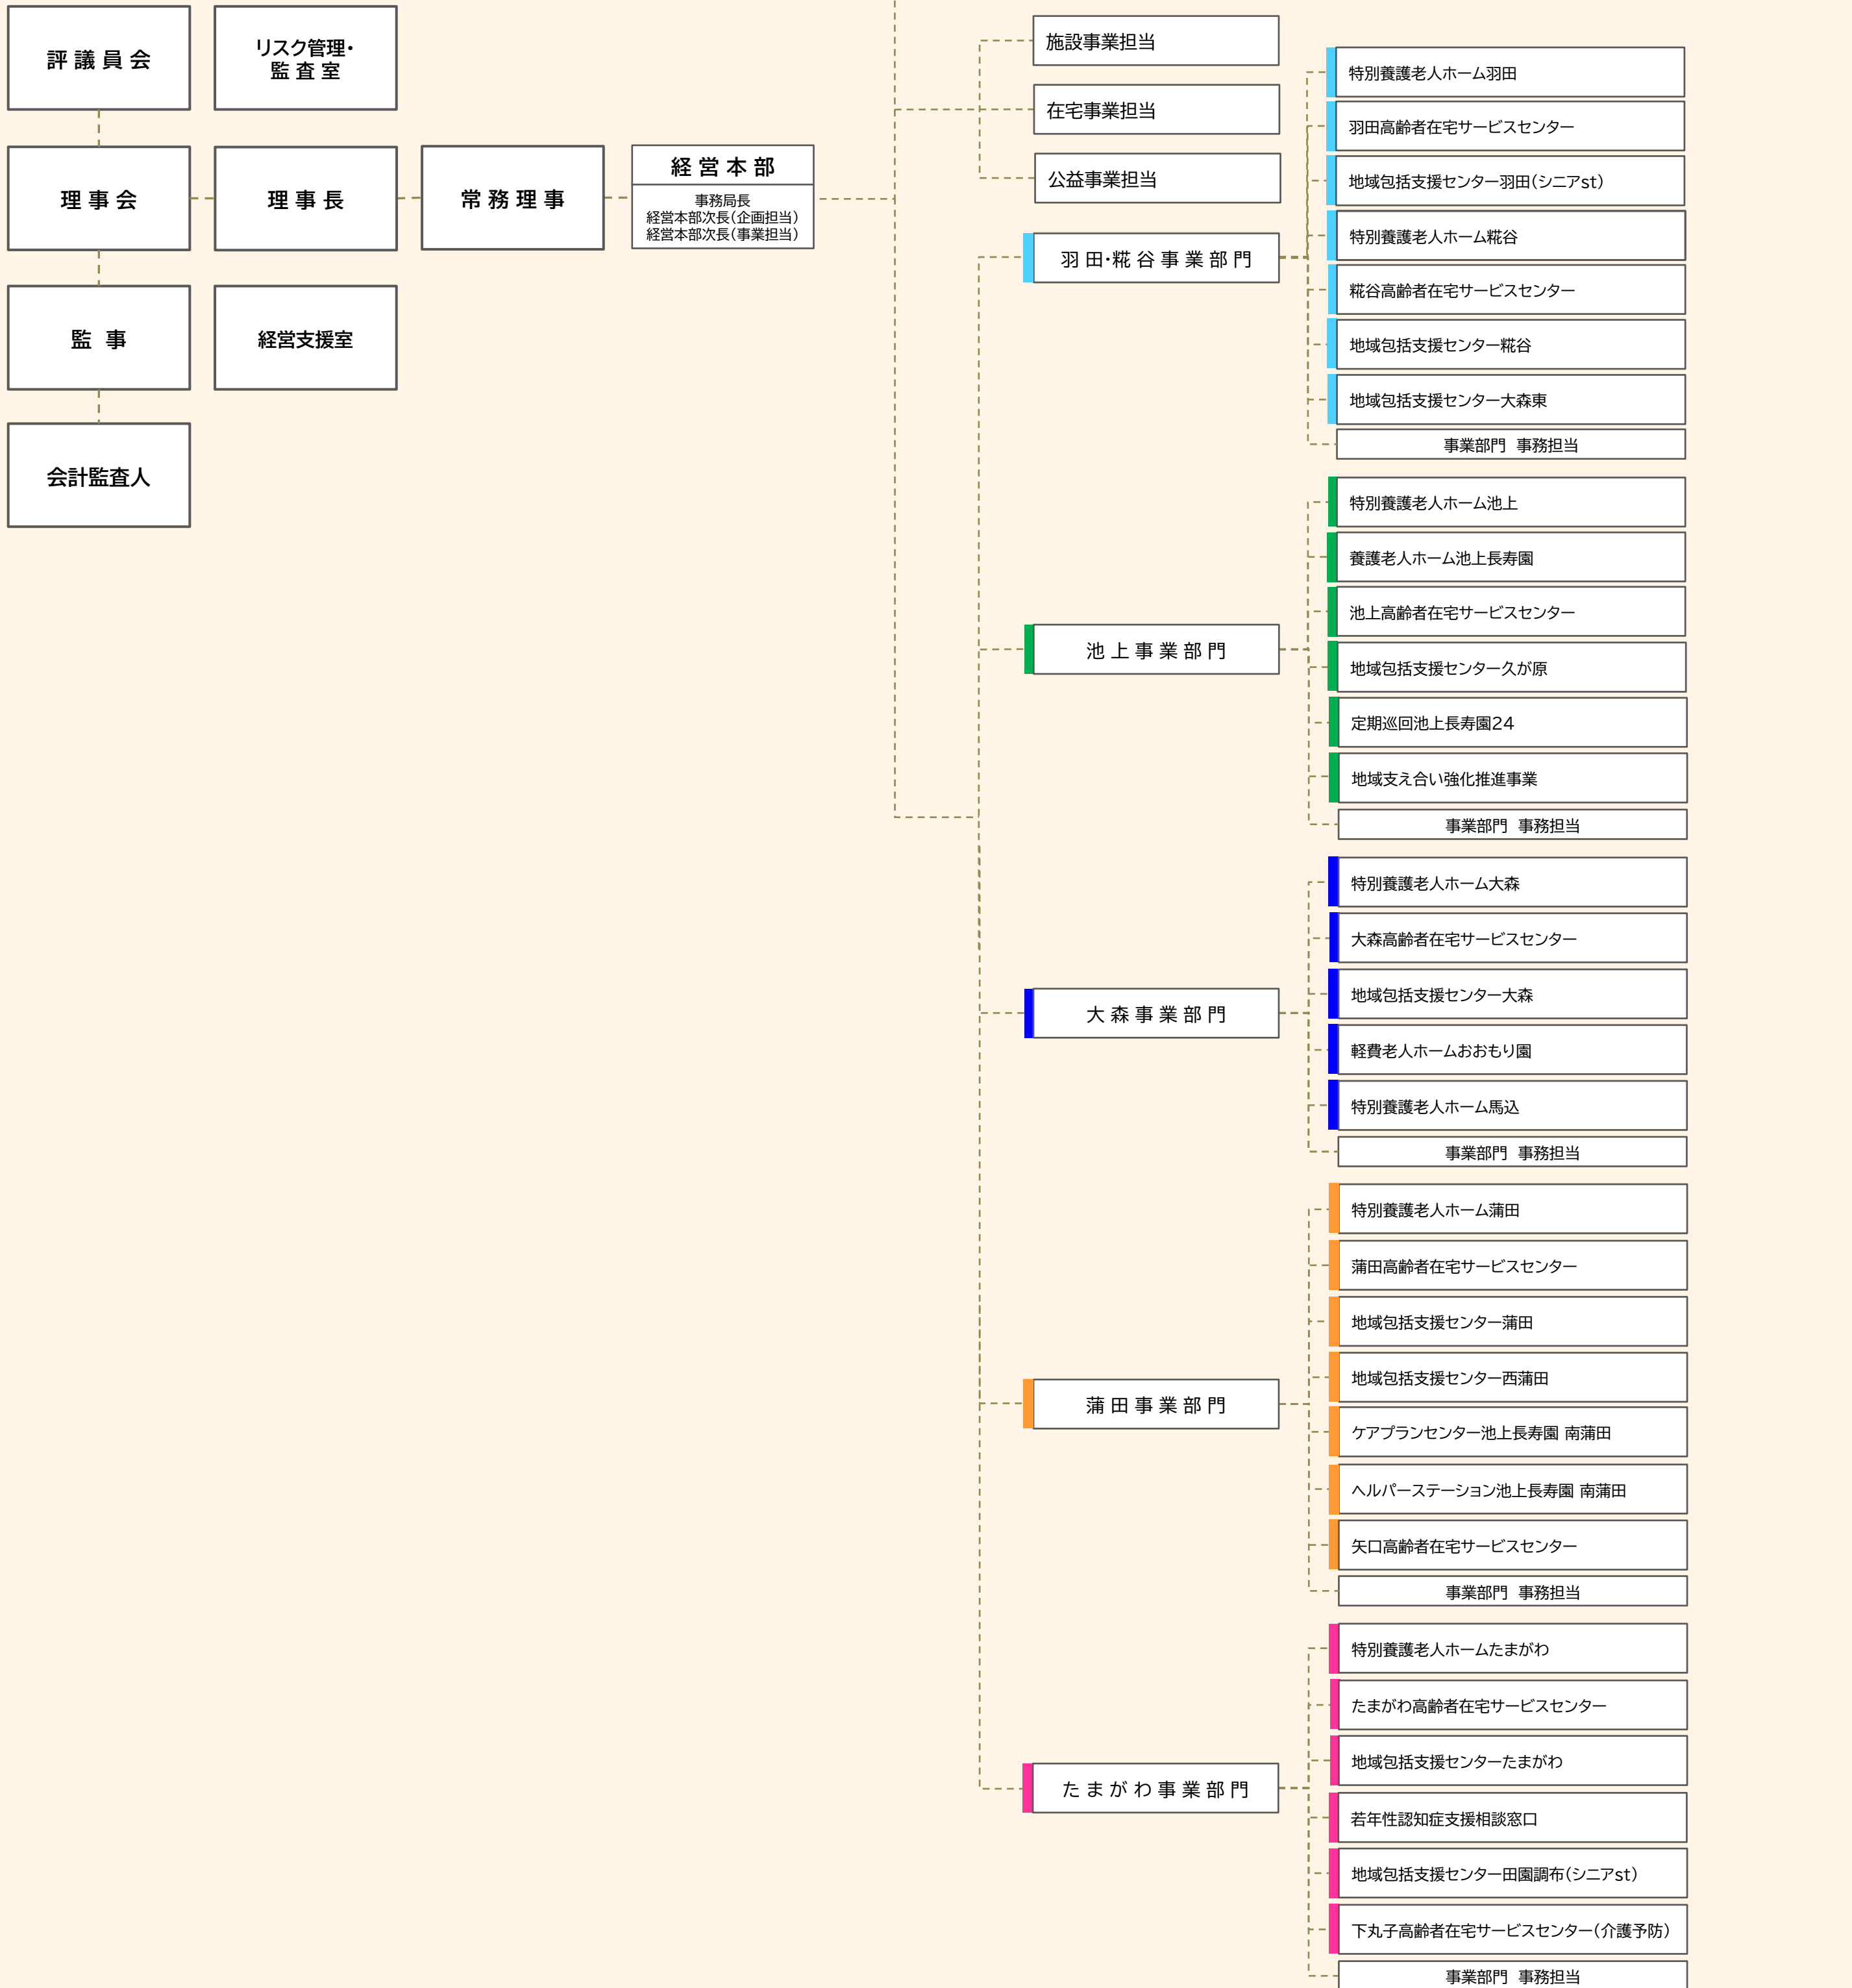 評議員会
リスク管理・
監査室
理事会
理事長
常務理事
経営本部
事務局長
経営本部次長(企画担当)
経営本部次長(事業担当)
監 事
経営支援室
会計監査人
施設事業担当
在宅事業担当
公益事業担当
羽田・糀谷事業部門
特別養護老人ホーム羽田
羽田高齢者在宅サービスセンター
地域包括支援センター羽田(シニアst)
特別養護老人ホーム糀谷
糀谷高齢者在宅サービスセンター
地域包括支援センター糀谷
地域包括支援センター大森東
事業部門 事務担当
池上事業部門
特別養護老人ホーム池上
養護老人ホーム池上長寿園
池上高齢者在宅サービスセンター
地域包括支援センター久が原
定期巡回池上長寿園24
地域支え合い強化推進事業
事業部門 事務担当
大森事業部門
特別養護老人ホーム大森
大森高齢者在宅サービスセンター
地域包括支援センター大森
軽費老人ホームおおもり園
特別養護老人ホーム馬込
事業部門 事務担当
蒲田事業部門
特別養護老人ホーム蒲田
蒲田高齢者在宅サービスセンター
地域包括支援センター蒲田
地域包括支援センター西蒲田
ケアプランセンター池上長寿園 南蒲田
ヘルパーステーション池上長寿園 南蒲田
矢口高齢者在宅サービスセンター
事業部門 事務担当
たまがわ事業部門
特別養護老人ホームたまがわ
たまがわ高齢者在宅サービスセンター
地域包括支援センターたまがわ
若年性認知症支援相談窓口
地域包括支援センター田園調布(シニアst)
下丸子高齢者在宅サービスセンター(介護予防)
事業部門 事務担当